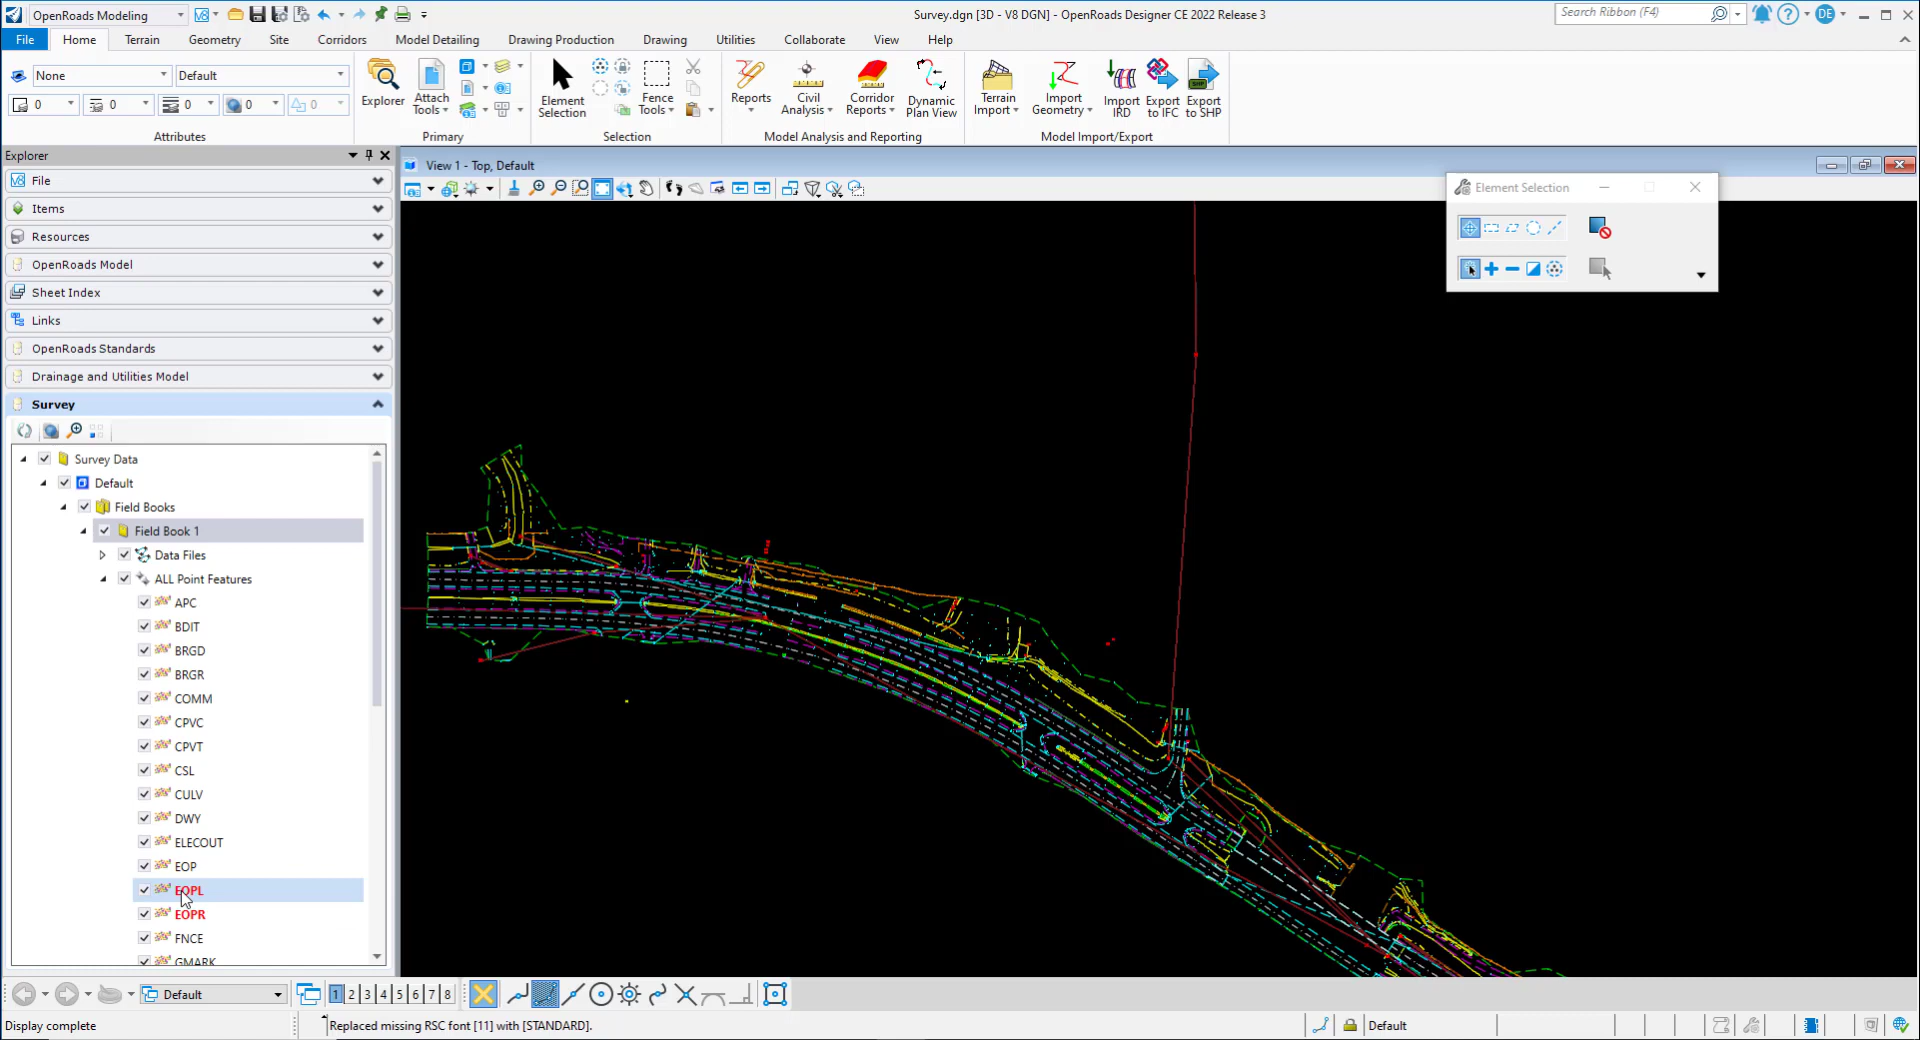 OpenRoads Modeling
Survey.dgn [3D - V8 DGN] - OpenRoads Designer CE 2022 Release 3
Search Ribbon (F4)
DE
File Home Terrain Geometry Site Corridors Model Detailing Drawing Production Drawing Utilities Collaborate View Help
None Default
0 0 0 0 0
Attributes
Explorer
Attach Tools
Primary
Element Selection
Fence Tools
Selection
Reports
Civil Analysis
Corridor Reports
Dynamic Plan View
Model Analysis and Reporting
Terrain Import
Import Geometry
Import IRD
Export to IFC
Export to SHP
Model Import/Export
Explorer
File
Items
Resources
OpenRoads Model
Sheet Index
Links
OpenRoads Standards
Drainage and Utilities Model
Survey
Survey Data
Default
Field Books
Field Book 1
Data Files
ALL Point Features
APC
BDIT
BRGD
BRGR
COMM
CPVC
CPVT
CSL
CULV
DWY
ELECOUT
EOP
EOPL
EOPR
FNCE
GMARK
View 1 - Top, Default
Element Selection
Default
1 2 3 4 5 6 7 8
Display complete
Replaced missing RSC font [11] with [STANDARD].
Default